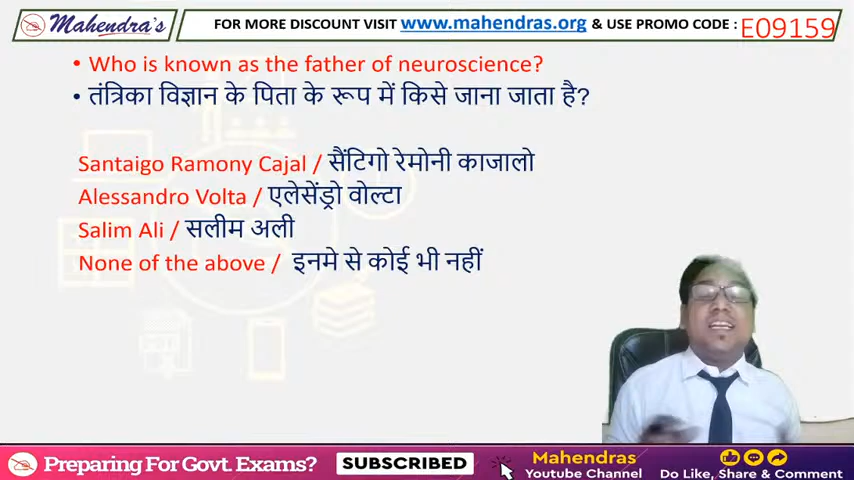 Mahendra's
FOR MORE DISCOUNT VISIT www.mahendras.org & USE PROMO CODE : E09159
• Who is known as the father of neuroscience?
• तंत्रिका विज्ञान के पिता के रूप में किसे जाना जाता है?
Santaigo Ramony Cajal / सैंटिगो रेमोनी काजालो
Alessandro Volta / एलेसेंड्रो वोल्टा
Salim Ali / सलीम अली
None of the above / इनमे से कोई भी नहीं
Preparing For Govt. Exams?
SUBSCRIBED
Mahendras
Youtube Channel
Do Like, Share & Comment